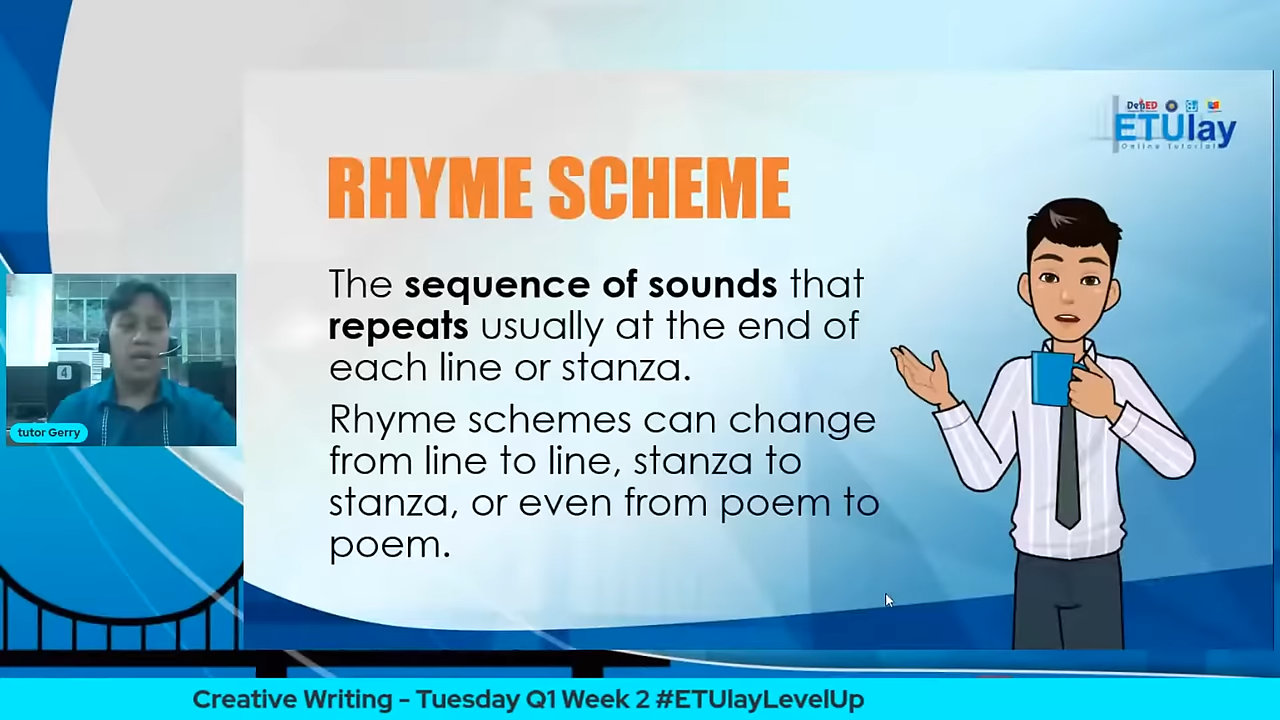 DepED
ETUlay
Online Tutorial
RHYME SCHEME
The sequence of sounds that
repeats usually at the end of
each line or stanza.
Rhyme schemes can change
from line to line, stanza to
stanza, or even from poem to
poem.
4
tutor Gerry
Creative Writing - Tuesday Q1 Week 2 #ETUlayLevelUp